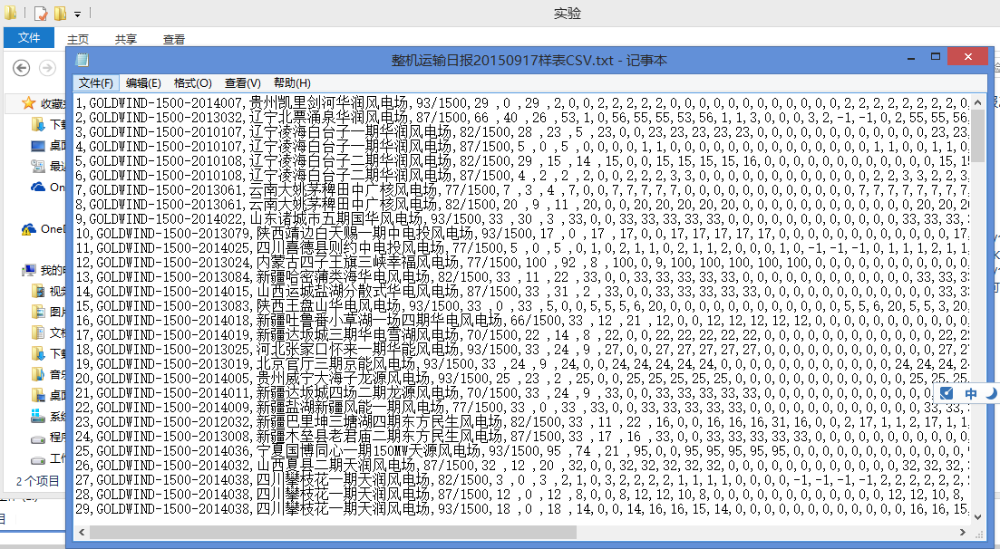 实验
文件 主页 共享 查看
整机运输日报20150917样表CSV.txt - 记事本
文件(F) 编辑(E) 格式(O) 查看(V) 帮助(H)
1,GOLDWIND-1500-2014007,贵州凯里剑河华润风电场,93/1500,29 ,0 ,29 ,2,0,0,2,2,2,2,2,0,0,0,0,0,0,0,0,0,0,0,0,2,2,2,2,2,2,2,0,
2,GOLDWIND-1500-2013032,辽宁北票涌泉华润风电场,87/1500,66 ,40 ,26 ,53,1,0,56,55,55,53,56,1,1,3,0,0,0,3,2,-1,-1,0,2,55,55,56
3,GOLDWIND-1500-2010107,辽宁凌海白台子一期华润风电场,82/1500,28 ,23 ,5 ,23,0,0,23,23,23,23,23,0,0,0,0,0,0,0,0,0,0,0,0,23,23,
4,GOLDWIND-1500-2010107,辽宁凌海白台子一期华润风电场,87/1500,5 ,0 ,5 ,0,0,0,0,1,1,0,0,0,0,0,0,0,0,0,0,0,0,0,0,1,1,0,0,1,1,0,1
5,GOLDWIND-1500-2010108,辽宁凌海白台子二期华润风电场,82/1500,29 ,15 ,14 ,15,0,0,15,15,15,15,16,0,0,0,0,0,0,0,0,0,0,0,0,15,1
6,GOLDWIND-1500-2010108,辽宁凌海白台子二期华润风电场,87/1500,4 ,2 ,2 ,2,0,0,2,2,2,3,3,0,0,0,0,0,0,0,0,0,0,0,0,2,2,3,3,2,2,3
7,GOLDWIND-1500-2013061,云南大姚茅稗田中广核风电场,77/1500,7 ,3 ,4 ,7,0,0,7,7,7,7,7,0,0,0,0,0,0,0,0,0,0,0,0,7,7,7,7,7,7,7,
8,GOLDWIND-1500-2013061,云南大姚茅稗田中广核风电场,82/1500,20 ,9 ,11 ,20,0,0,20,20,20,20,20,0,0,0,0,0,0,0,0,0,0,0,0,20,20,20
9,GOLDWIND-1500-2014022,山东诸城市五期国华风电场,93/1500,33 ,30 ,3 ,33,0,0,33,33,33,33,33,0,0,0,0,0,0,0,0,0,0,0,0,33,33,33,
10,GOLDWIND-1500-2013079,陕西靖边白天赐一期中电投风电场,93/1500,17 ,0 ,17 ,17,0,0,17,17,17,17,17,0,0,0,0,0,0,0,0,0,0,0,0,17,1
11,GOLDWIND-1500-2014025,四川喜德县则约中电投风电场,77/1500,5 ,0 ,5 ,0,1,0,2,1,1,0,2,1,1,2,0,0,0,1,0,-1,-1,-1,0,1,1,1,2,1,1
12,GOLDWIND-1500-2013024,内蒙古四子王旗三峡幸福风电场,77/1500,100 ,92 ,8 ,100,0,9,100,100,100,100,100,0,0,0,0,0,0,0,0,0,0,0,
13,GOLDWIND-1500-2013084,新疆哈密蒲类海华电风电场,82/1500,33 ,11 ,22 ,33,0,0,33,33,33,33,33,0,0,0,0,0,0,0,0,0,0,0,0,33,33,
14,GOLDWIND-1500-2014015,山西运城盐湖分散式华电风电场,87/1500,33 ,31 ,2 ,33,0,0,33,33,33,33,33,0,0,0,0,0,0,0,0,0,0,0,0,33,3
15,GOLDWIND-1500-2013083,陕西王盘山华电风电场,93/1500,33 ,0 ,33 ,5,0,0,5,5,5,6,20,0,0,0,0,0,0,0,0,0,0,0,0,5,5,6,20,5,5,3,20
16,GOLDWIND-1500-2014018,新疆吐鲁番小草湖一场四期华电风电场,66/1500,33 ,12 ,21 ,12,0,0,12,12,12,12,12,0,0,0,0,0,0,0,0,0,0,0
17,GOLDWIND-1500-2014019,新疆达坂城三期华电雪湖风电场,70/1500,22 ,14 ,8 ,22,0,0,22,22,22,22,22,0,0,0,0,0,0,0,0,0,0,0,0,22,2
18,GOLDWIND-1500-2013025,河北张家口怀来一期华能风电场,93/1500,33 ,24 ,9 ,27,0,0,27,27,27,27,27,0,0,0,0,0,0,0,0,0,0,0,0,27,2
19,GOLDWIND-1500-2013019,北京官厅三期京能风电场,93/1500,33 ,24 ,9 ,24,0,0,24,24,24,24,24,0,0,0,0,0,0,0,0,0,0,0,0,24,24,24
20,GOLDWIND-1500-2014005,贵州威宁大海子龙源风电场,93/1500,25 ,23 ,2 ,25,0,0,25,25,25,25,25,0,0,0,0,0,0,0,0,0,0,0,0,25,25,25
21,GOLDWIND-1500-2014011,新疆达坂城四场二期龙源风电场,70/1500,33 ,24 ,9 ,33,0,0,33,33,33,33,33,0,0,0,0,0,0,0,0,0,0,0,0
22,GOLDWIND-1500-2014009,新疆盐湖新疆风能一期风电场,77/1500,33 ,0 ,33 ,33,0,0,33,33,33,33,33,0,0,0,0,0,0,0,0,0,0,0,0,33,33,
23,GOLDWIND-1500-2012032,新疆巴里坤三塘湖四期东方民生风电场,82/1500,33 ,11 ,22 ,16,0,0,16,16,16,31,16,0,0,2,17,1,1,2,17,1,1
24,GOLDWIND-1500-2013008,新疆木垒县老君庙二期东方民生风电场,87/1500,33 ,17 ,16 ,33,0,0,33,33,33,33,33,0,0,0,0,0,0,0,0,0,0,0
25,GOLDWIND-1500-2014036,宁夏国博同心一期150MW天源风电场,93/1500,95 ,74 ,21 ,95,0,0,95,95,95,95,95,0,0,0,0,0,0,0,0,0,0,0,0
26,GOLDWIND-1500-2014038,山西夏县二期天润风电场,87/1500,32 ,12 ,20 ,32,0,0,32,32,32,32,32,0,0,0,0,0,0,0,0,0,0,0,0,32,32,32
27,GOLDWIND-1500-2014038,四川攀枝花一期天润风电场,82/1500,3 ,0 ,3 ,2,1,0,3,2,2,2,2,1,1,0,0,0,0,-1,-1,-1,-1,2,2,2,2,2,
28,GOLDWIND-1500-2014038,四川攀枝花一期天润风电场,87/1500,12 ,0 ,12 ,8,0,0,8,12,12,10,8,0,0,0,0,0,0,0,0,0,0,0,0,12,12,10,8,
29,GOLDWIND-1500-2014038,四川攀枝花一期天润风电场,93/1500,18 ,0 ,18 ,14,0,0,14,16,16,15,14,0,0,0,0,0,0,0,0,0,0,0,0,16,16,15
中
收藏
下载
桌面
最近
On
OneD
我的电
视频
图片
文档
下载
音乐
桌面
系统
程序
工作
2 个项目